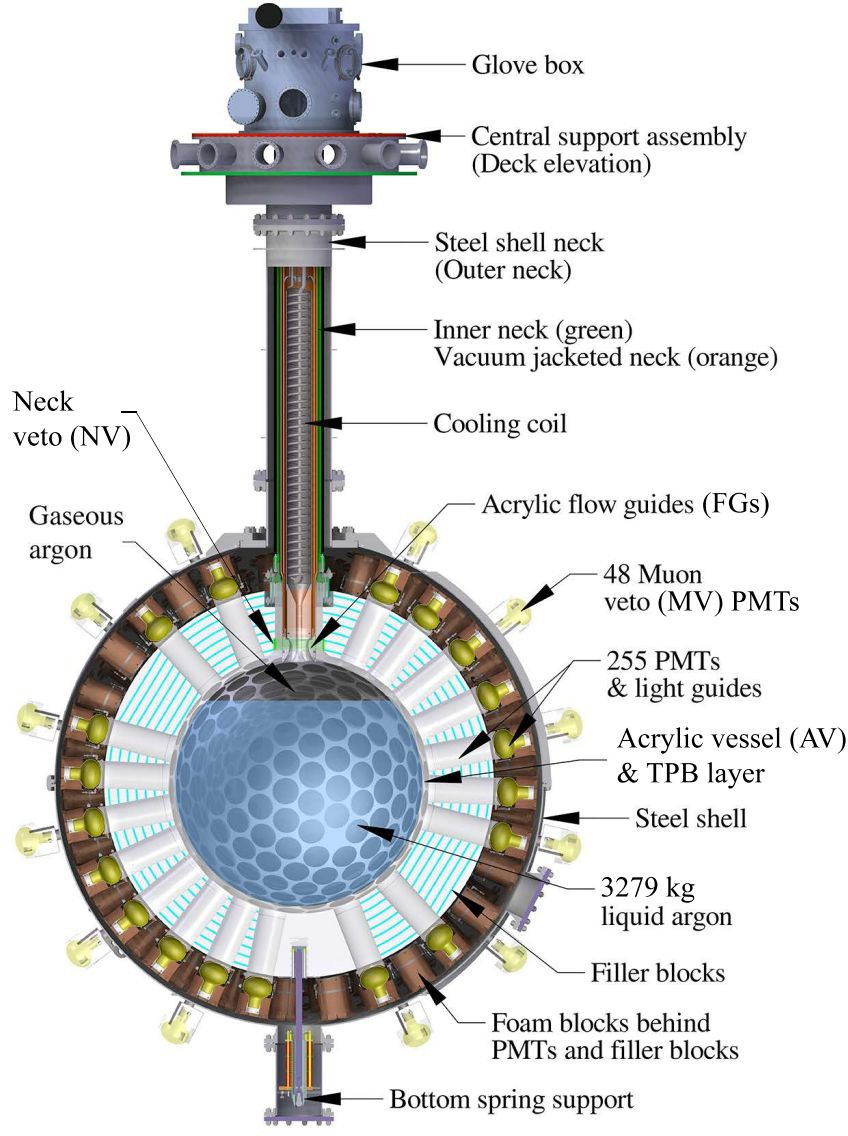 Glove box
Central support assembly
(Deck elevation)
Steel shell neck
(Outer neck)
Inner neck (green)
Vacuum jacketed neck (orange)
Neck
veto (NV)
Cooling coil
Acrylic flow guides (FGs)
Gaseous
argon
48 Muon
veto (MV) PMTs
255 PMTs
& light guides
Acrylic vessel (AV)
& TPB layer
Steel shell
3279 kg
liquid argon
Filler blocks
Foam blocks behind
PMTs and filler blocks
Bottom spring support